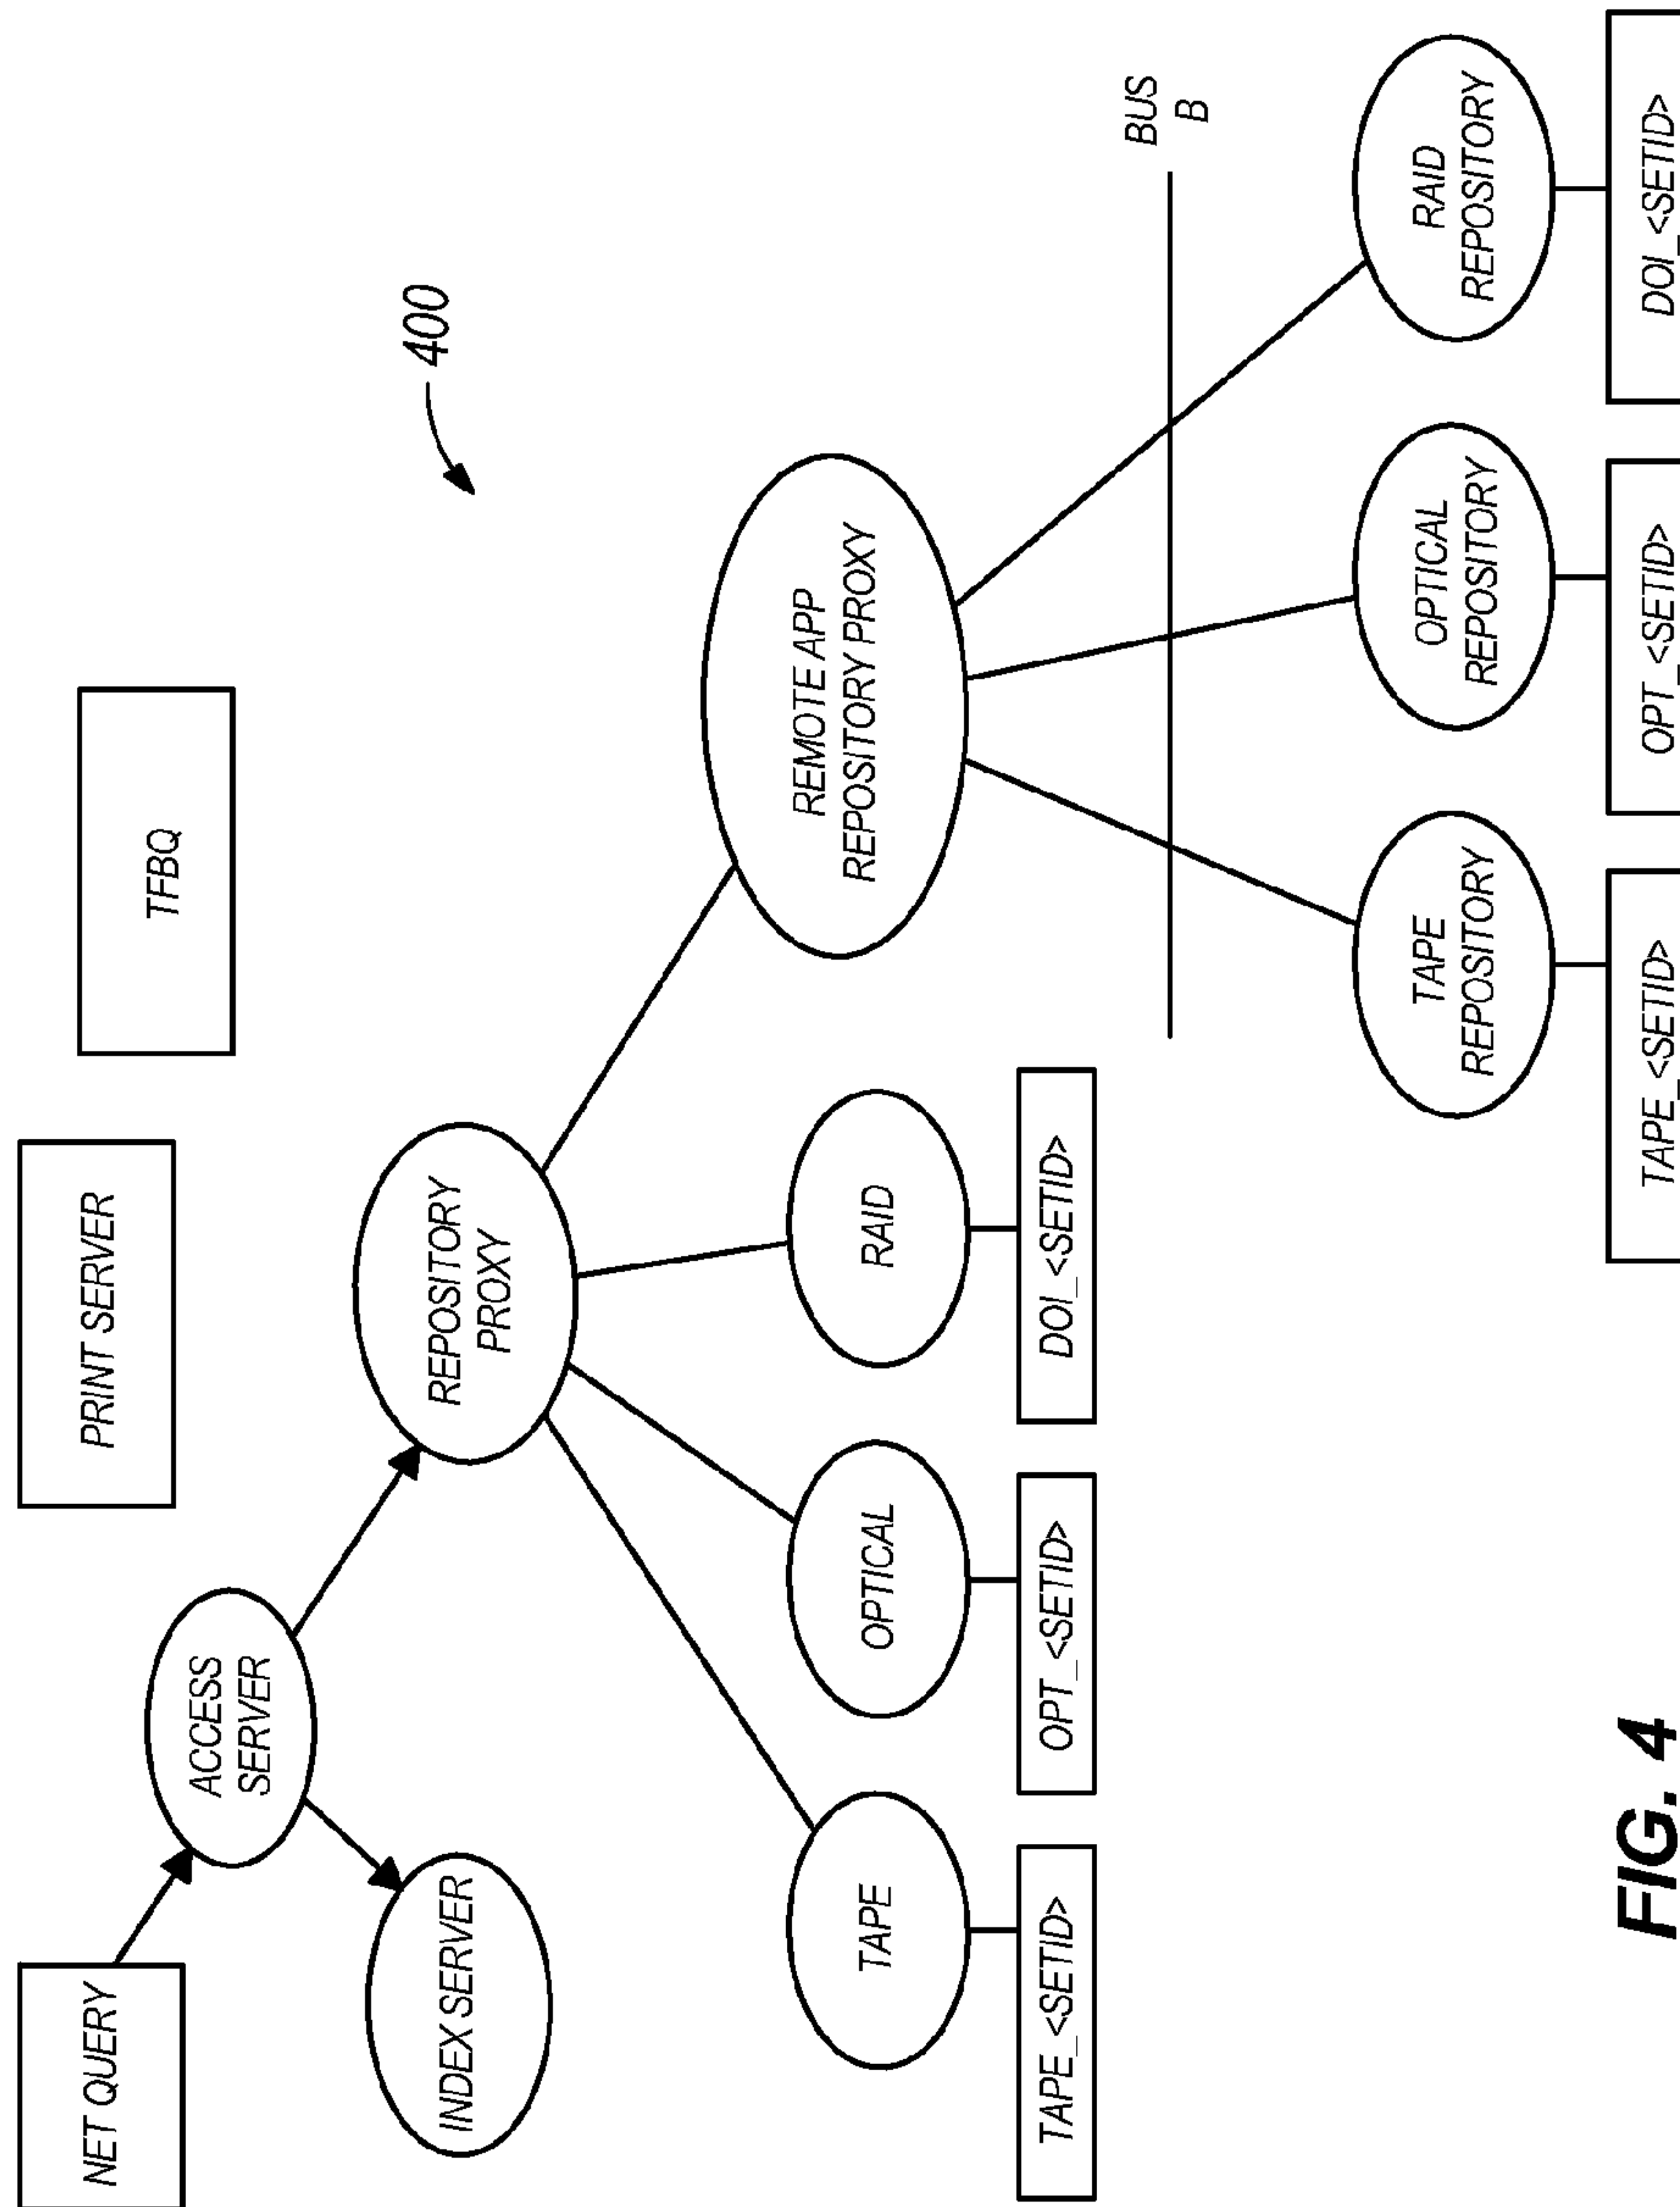 NET QUERY
PRINT SERVER
TFBQ
ACCESS
SERVER
400
INDEX SERVER
REPOSITORY
PROXY
REMOTE APP
REPOSITORY PROXY
TAPE
OPTICAL
RAID
TAPE_<SETID>
OPT_<SETID>
DOI_<SETID>
BUS
B
TAPE
REPOSITORY
OPTICAL
REPOSITORY
RAID
REPOSITORY
TAPE_<SETID>
OPT_<SETID>
DOI_<SETID>
FIG. 4